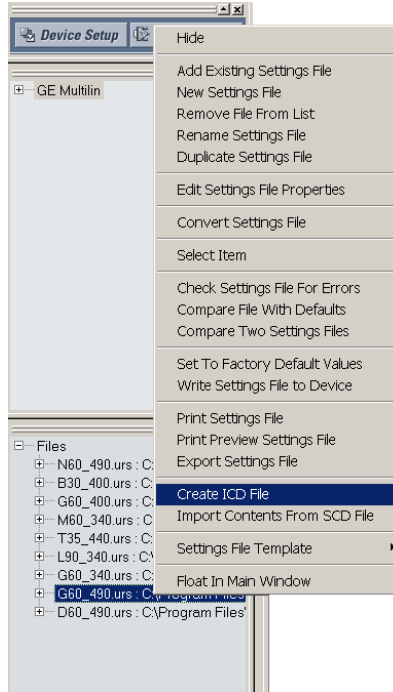 Device Setup
GE Multilin
Hide
Add Existing Settings File
New Settings File
Remove File From List
Rename Settings File
Duplicate Settings File
Edit Settings File Properties
Convert Settings File
Select Item
Check Settings File For Errors
Compare File With Defaults
Compare Two Settings Files
Set To Factory Default Values
Write Settings File to Device
Print Settings File
Print Preview Settings File
Export Settings File
Create ICD File
Import Contents From SCD File
Settings File Template
Float In Main Window
Files
N60_490.urs : C:
B30_400.urs : C:
G60_400.urs : C:
M60_340.urs : C
T35_440.urs : C:
L90_340.urs : C:\
G60_340.urs : C:
G60_490.urs : C:\Program Files'
D60_490.urs : C:\Program Files'